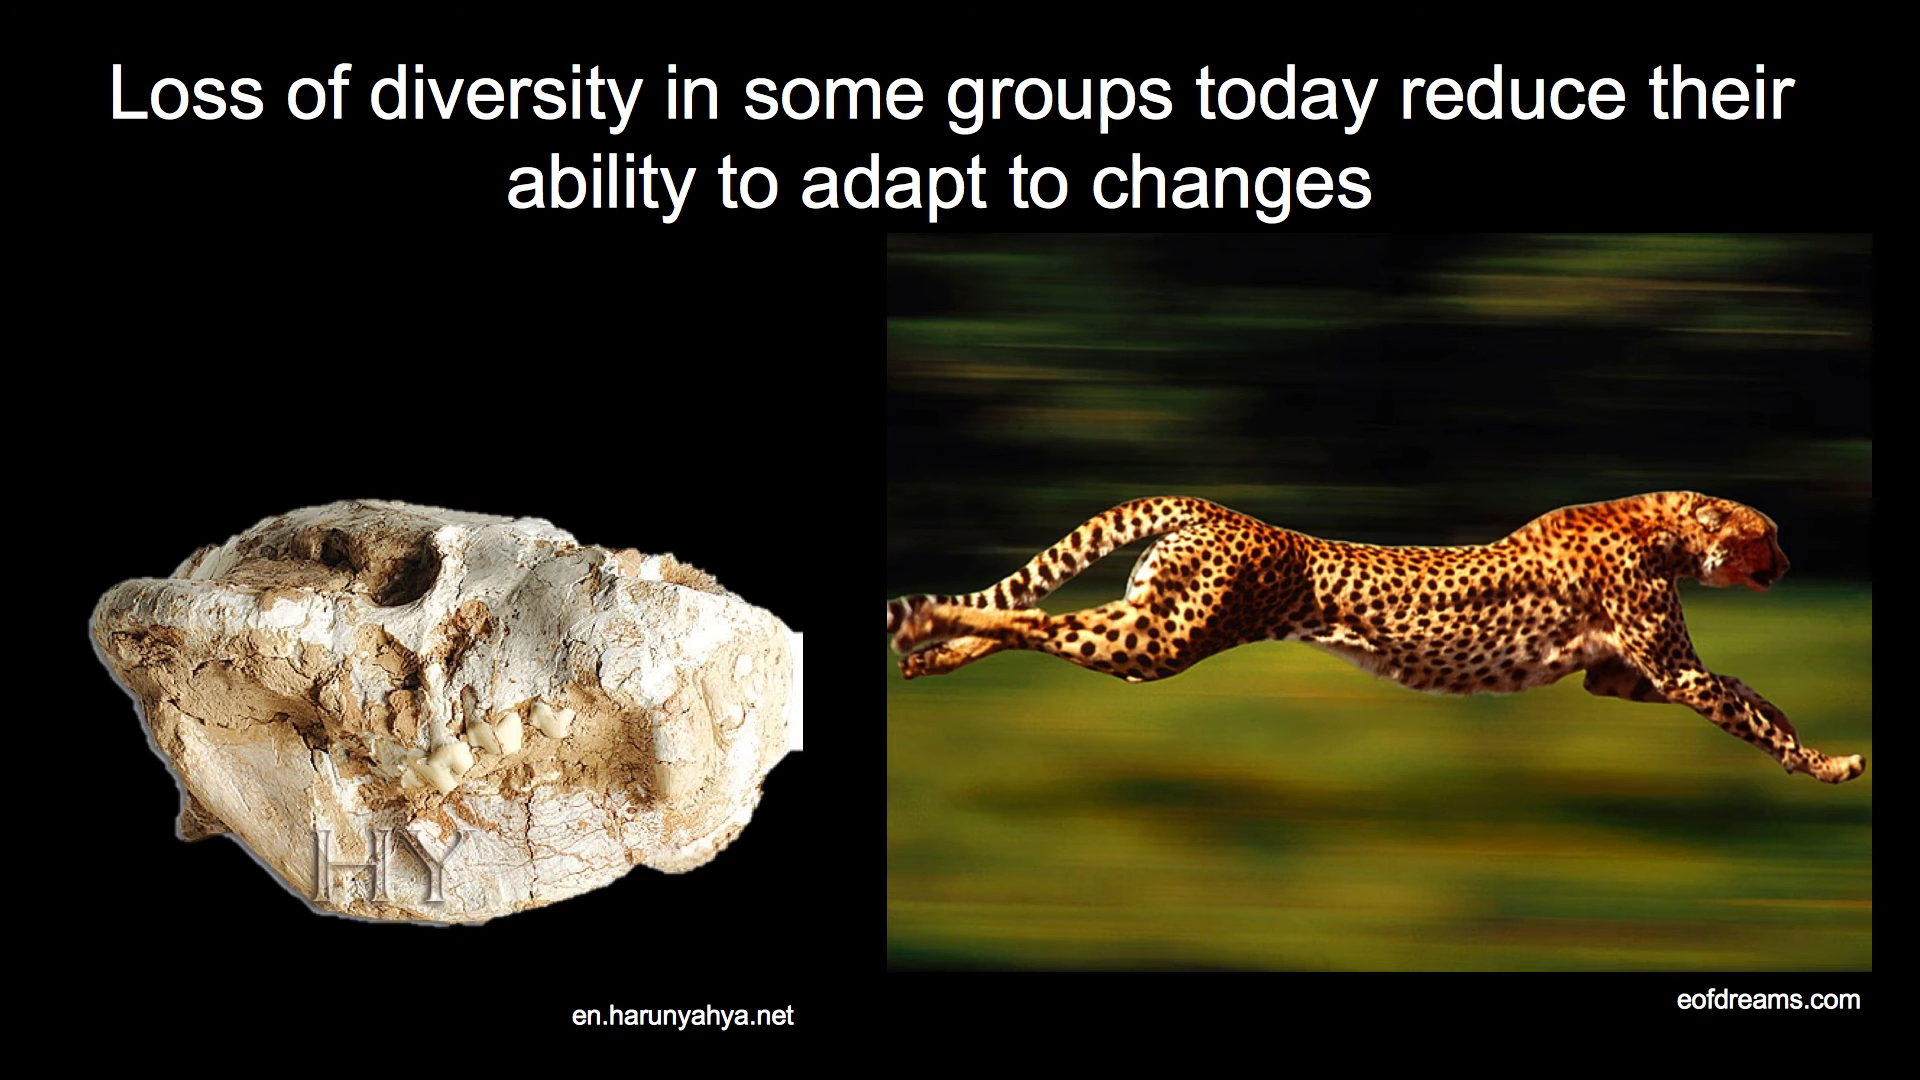 Loss of diversity in some groups today reduce their
ability to adapt to changes
HY
en.harunyahya.net
eofdreams.com